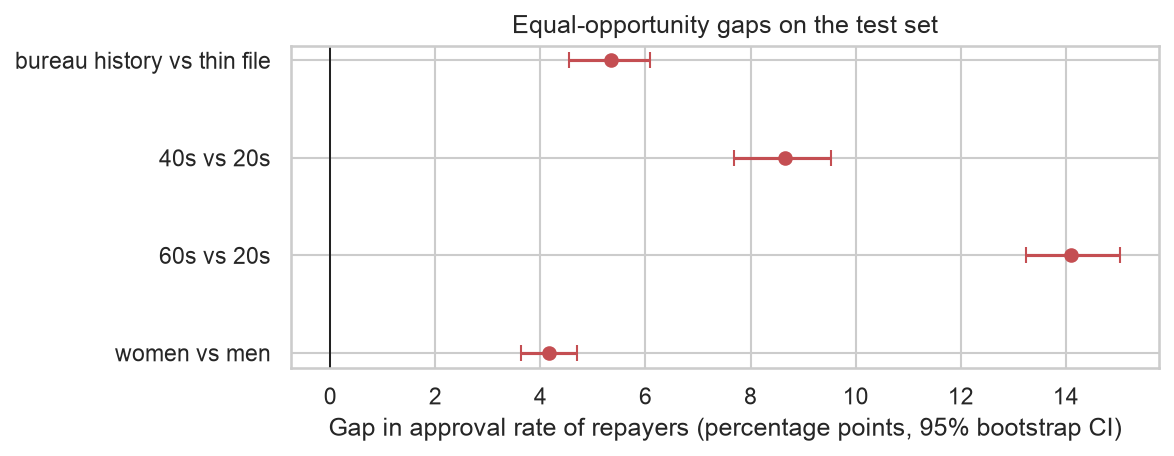 Equal-opportunity gaps on the test set
bureau history vs thin file
40s vs 20s
60s vs 20s
women vs men
0 2 4 6 8 10 12 14
Gap in approval rate of repayers (percentage points, 95% bootstrap CI)